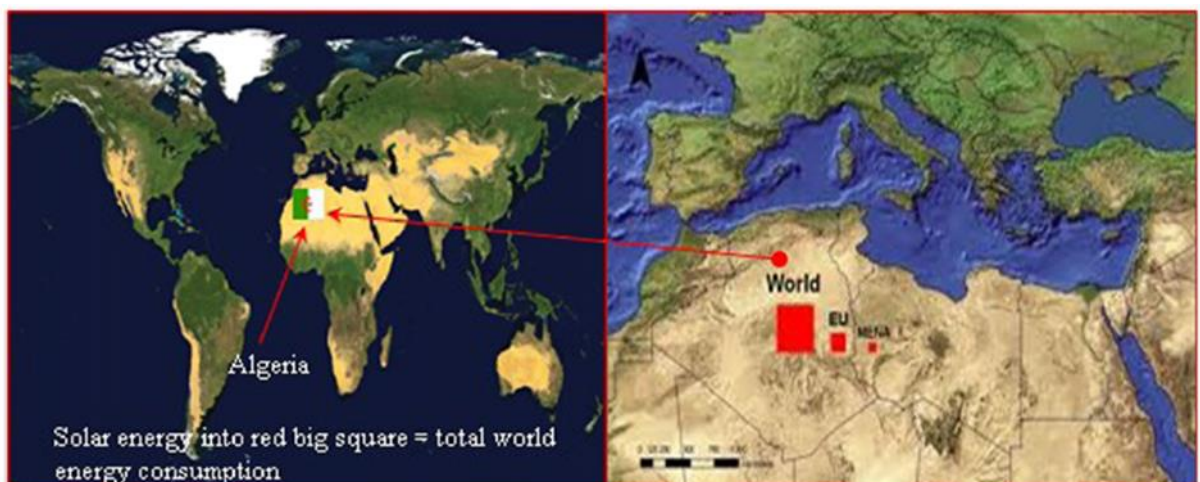 Algeria
Solar energy into red big square = total world
energy consumption
World
EU
MENA